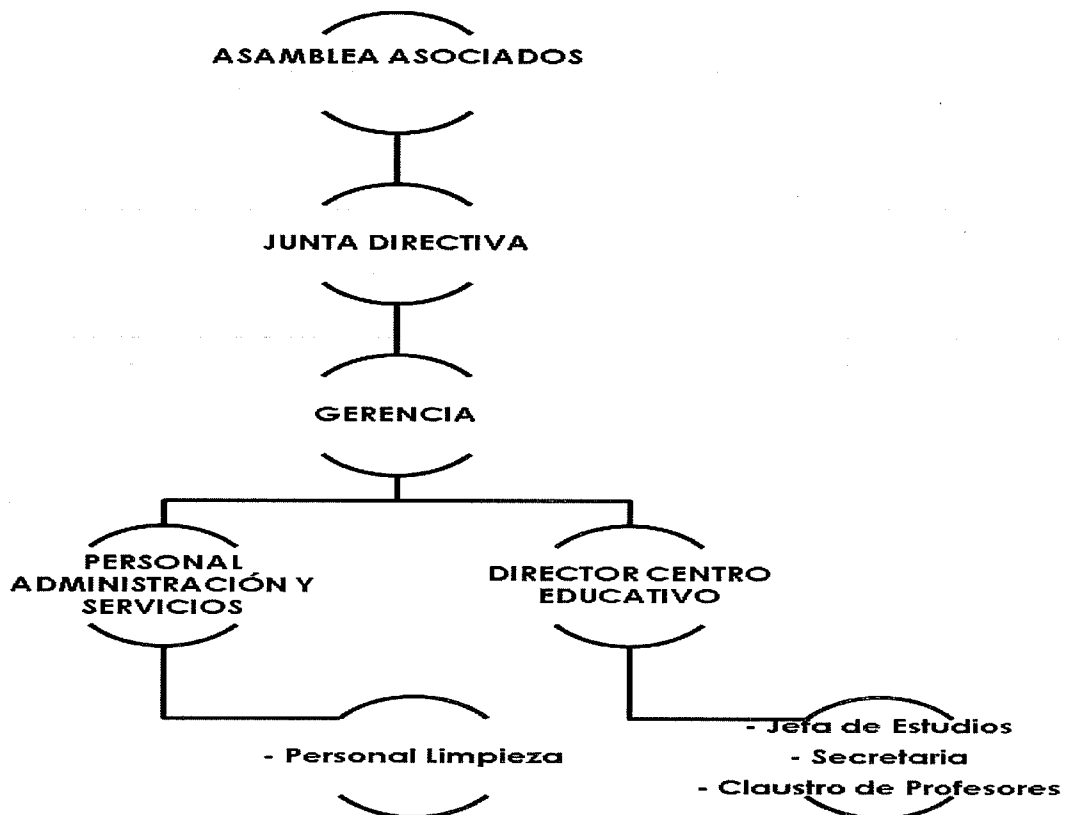 ASAMBLEA ASOCIADOS
JUNTA DIRECTIVA
GERENCIA
PERSONAL
ADMINISTRACIÓN Y
SERVICIOS
DIRECTOR CENTRO
EDUCATIVO
- Personal Limpieza
- Jefa de Estudios
- Secretaria
- Claustro de Profesores